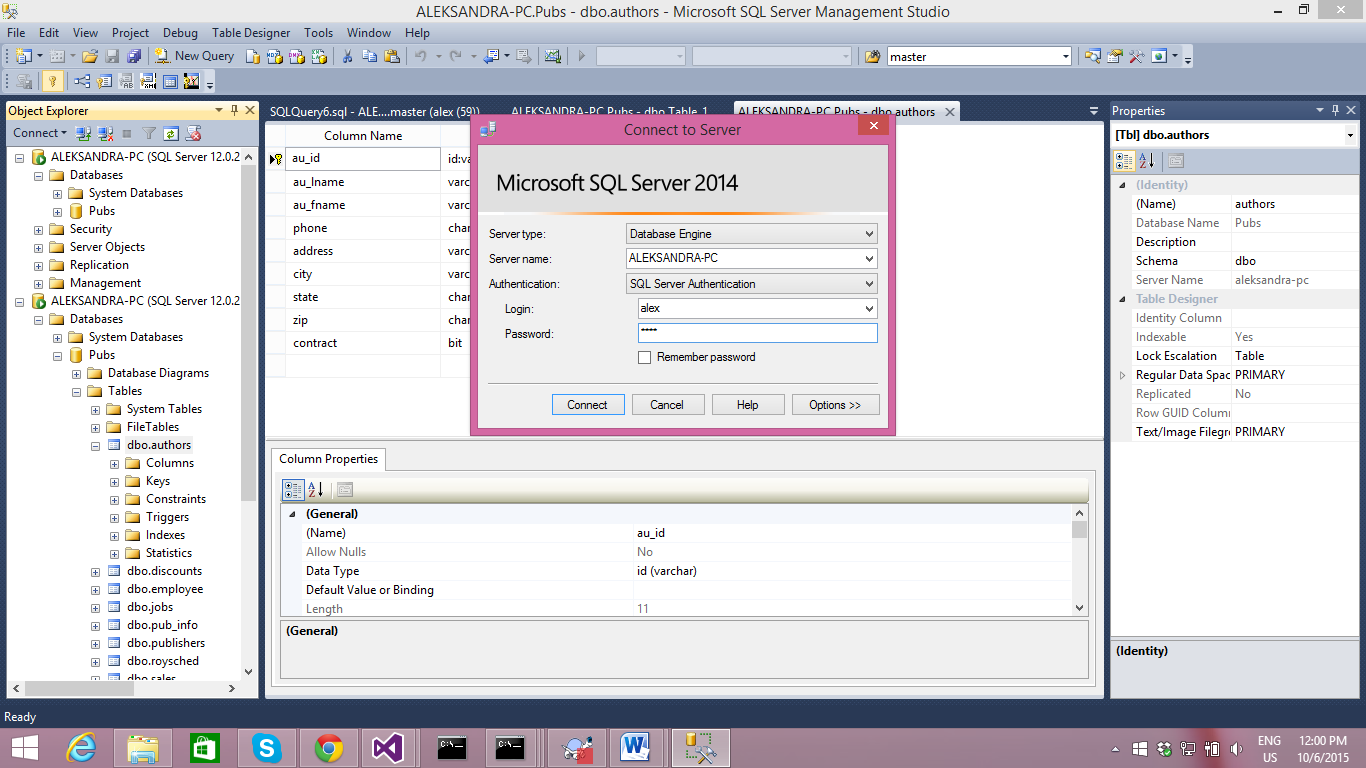 ALEKSANDRA-PC.Pubs - dbo.authors - Microsoft SQL Server Management Studio
File Edit View Project Debug Table Designer Tools Window Help
New Query
master
Object Explorer
Connect
ALEKSANDRA-PC (SQL Server 12.0.2
Databases
System Databases
Pubs
Security
Server Objects
Replication
Management
ALEKSANDRA-PC (SQL Server 12.0.2
Databases
System Databases
Pubs
Database Diagrams
Tables
System Tables
FileTables
dbo.authors
Columns
Keys
Constraints
Triggers
Indexes
Statistics
dbo.discounts
dbo.employee
dbo.jobs
dbo.pub_info
dbo.publishers
dbo.roysched
dbo.sales
SQLQuery6.sql - ALE....master (alex (59)) ALEKSANDRA-PC.Pubs - dbo.Table_1 ALEKSANDRA-PC.Pubs - dbo.authors
Column Name
au_id id:va
au_lname varc
au_fname varc
phone char
address varc
city varc
state char
zip char
contract bit
Connect to Server
Microsoft SQL Server 2014
Server type: Database Engine
Server name: ALEKSANDRA-PC
Authentication: SQL Server Authentication
Login: alex
Password: ****
Remember password
Connect Cancel Help Options >>
Column Properties
(General)
(Name) au_id
Allow Nulls No
Data Type id (varchar)
Default Value or Binding
Length 11
(General)
Properties
[Tbl] dbo.authors
(Identity)
(Name) authors
Database Name Pubs
Description
Schema dbo
Server Name aleksandra-pc
Table Designer
Identity Column
Indexable Yes
Lock Escalation Table
Regular Data Spac PRIMARY
Replicated No
Row GUID Colum
Text/Image Filegr PRIMARY
(Identity)
Ready
ENG 12:00 PM
US 10/6/2015